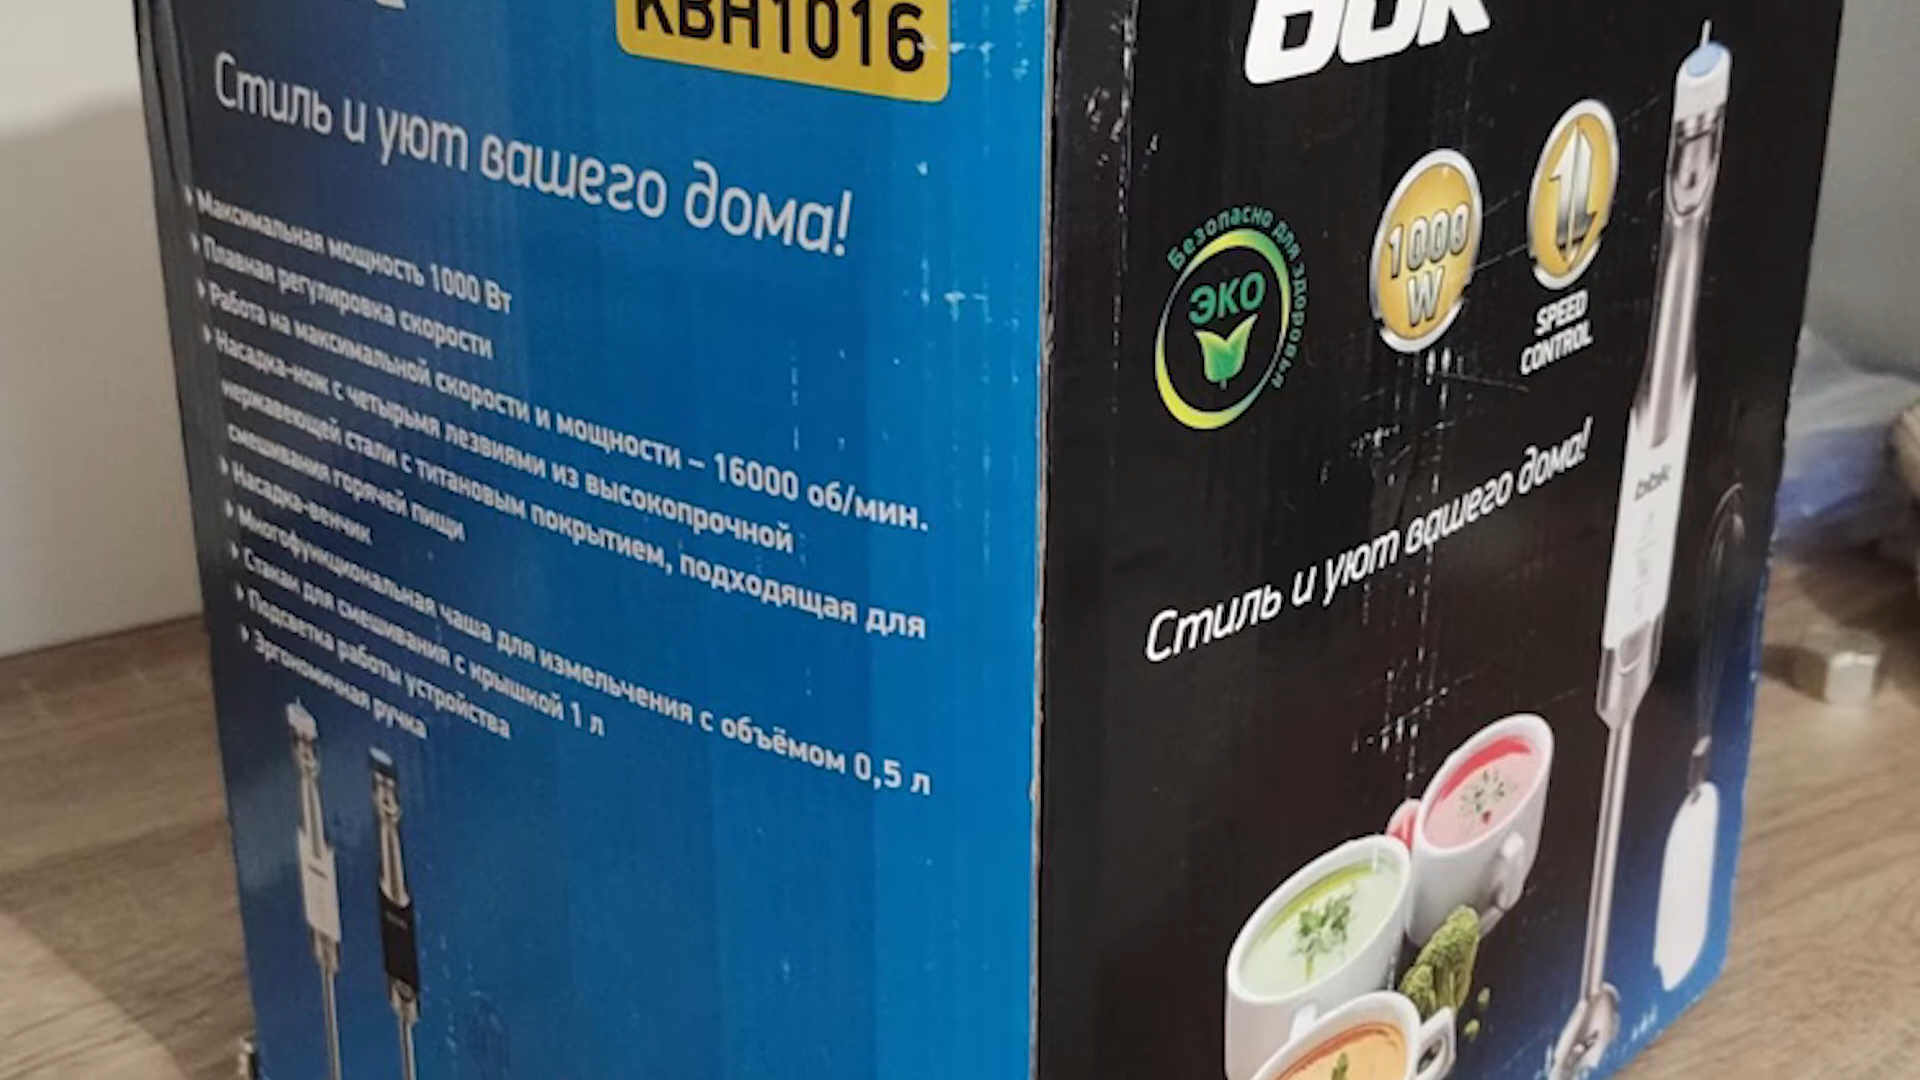 KBH1016
Стиль и уют вашего дома!
Максимальная мощность 1000 Вт
Плавная регулировка скорости
Работа на максимальной скорости и мощности – 16000 об/мин.
Насадка-нож с четырьмя лезвиями из высокопрочной
нержавеющей стали с титановым покрытием, подходящая для
смешивания горячей пищи
Насадка-венчик
Многофункциональная чаша для измельчения с объёмом 0,5 л
Стакан для смешивания с крышкой 1 л
Подсветка работы устройства
Эргономичная ручка
bbk
Безопасно для здоровья
ЭКО
1000
W
SPEED
CONTROL
Стиль и уют вашего дома!
bbk